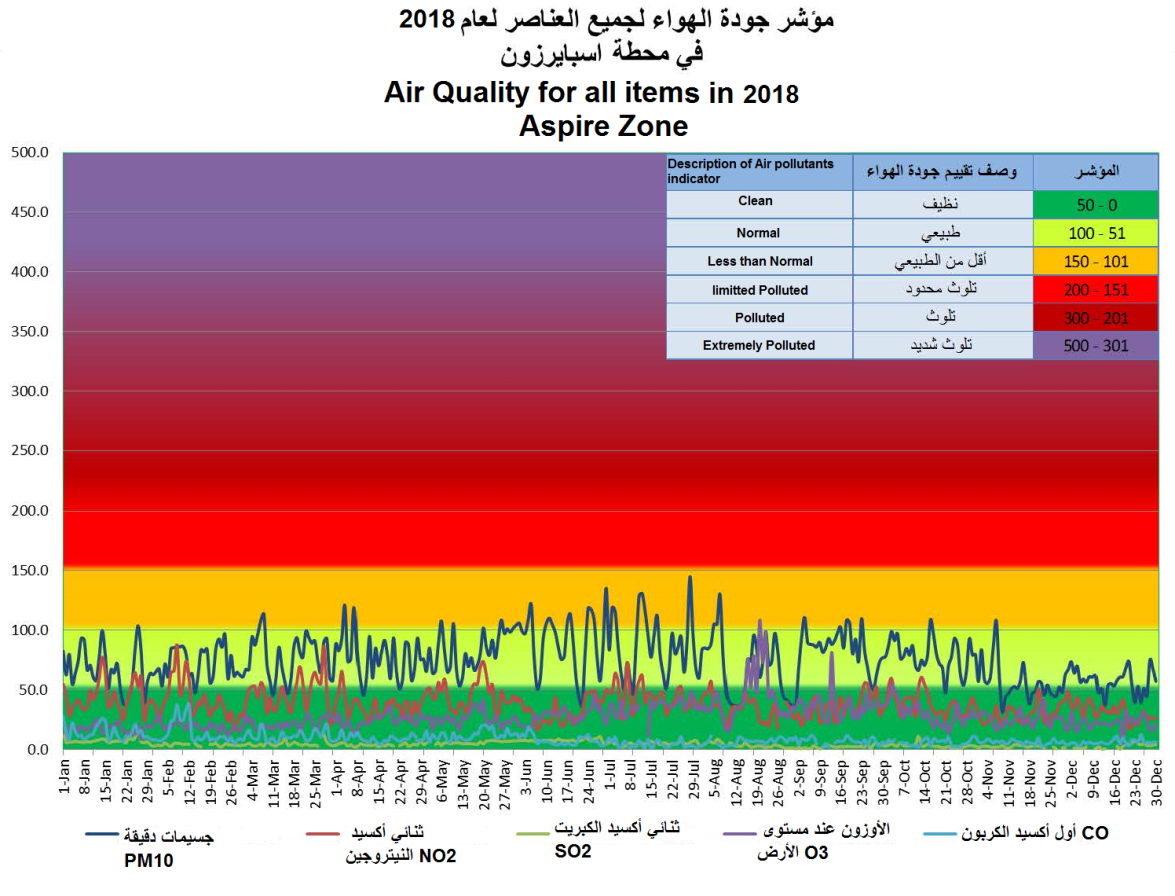 مؤشر جودة الهواء لجميع العناصر لعام 2018
في محطة اسبايرزون
Air Quality for all items in 2018
Aspire Zone
Description of Air pollutants indicator وصف تقييم جودة الهواء المؤشر
Clean نظيف 50 - 0
Normal طبيعي 100 - 51
Less than Normal أقل من الطبيعي 150 - 101
limitted Polluted تلوث محدود 200 - 151
Polluted تلوث 300 - 201
Extremely Polluted تلوث شديد 500 - 301
500.0
450.0
400.0
350.0
300.0
250.0
200.0
150.0
100.0
50.0
0.0
1-Jan 8-Jan 15-Jan 22-Jan 29-Jan 5-Feb 12-Feb 19-Feb 26-Feb 4-Mar 11-Mar 18-Mar 25-Mar 1-Apr 8-Apr 15-Apr 22-Apr 29-Apr 6-May 13-May 20-May 27-May 3-Jun 10-Jun 17-Jun 24-Jun 1-Jul 8-Jul 15-Jul 22-Jul 29-Jul 5-Aug 12-Aug 19-Aug 26-Aug 2-Sep 9-Sep 16-Sep 23-Sep 30-Sep 7-Oct 14-Oct 21-Oct 28-Oct 4-Nov 11-Nov 18-Nov 25-Nov 2-Dec 9-Dec 16-Dec 23-Dec 30-Dec
جسيمات دقيقة
PM10
ثنائي أكسيد
النيتروجين NO2
ثنائي أكسيد الكبريت
SO2
الأوزون عند مستوى
الأرض O3
أول أكسيد الكربون CO